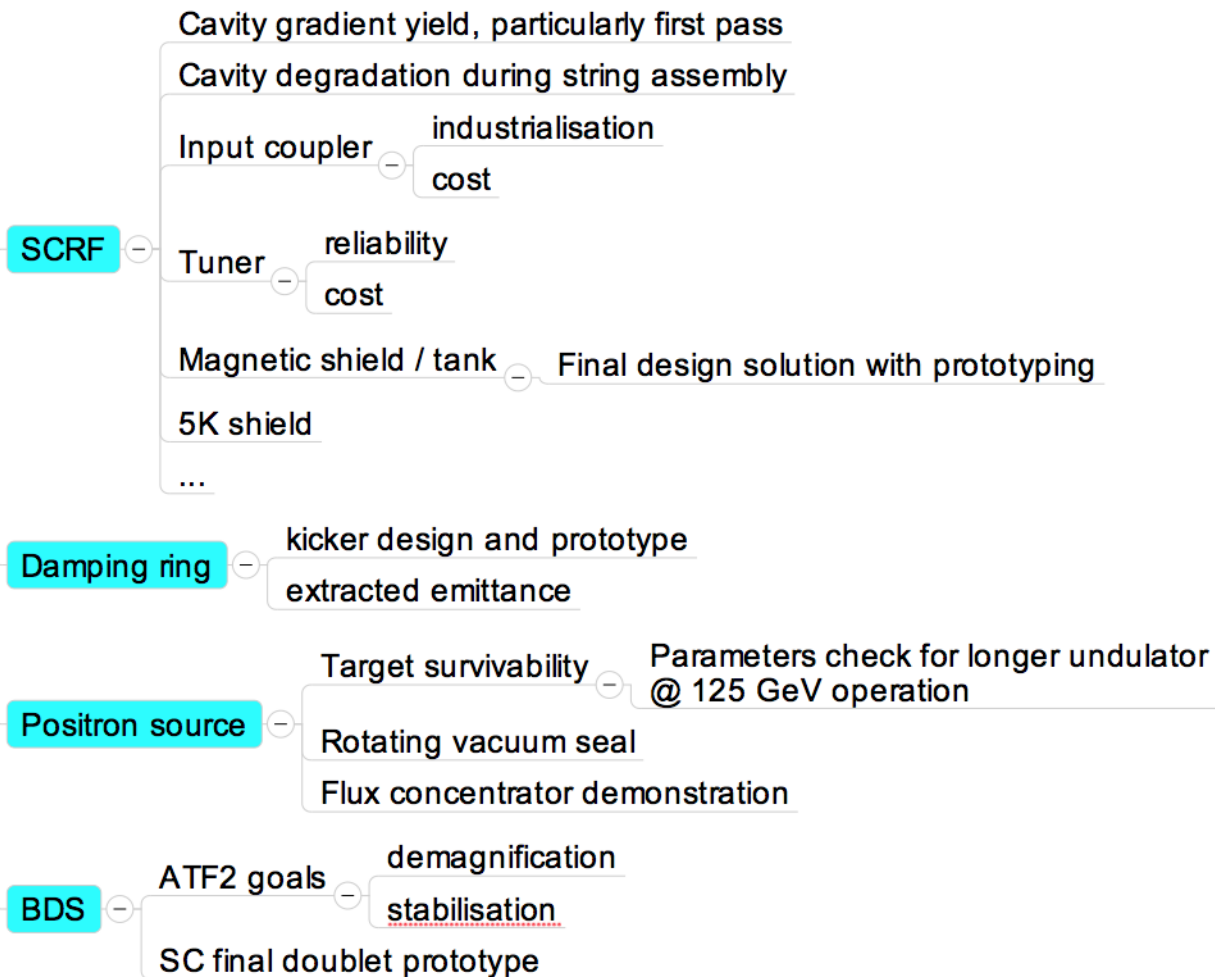 Cavity gradient yield, particularly first pass
Cavity degradation during string assembly
industrialisation
Input coupler
cost
SCRF
reliability
Tuner
cost
Magnetic shield / tank
Final design solution with prototyping
5K shield
...
kicker design and prototype
Damping ring
extracted emittance
Target survivability
Parameters check for longer undulator
@ 125 GeV operation
Positron source
Rotating vacuum seal
Flux concentrator demonstration
demagnification
ATF2 goals
BDS
stabilisation
SC final doublet prototype